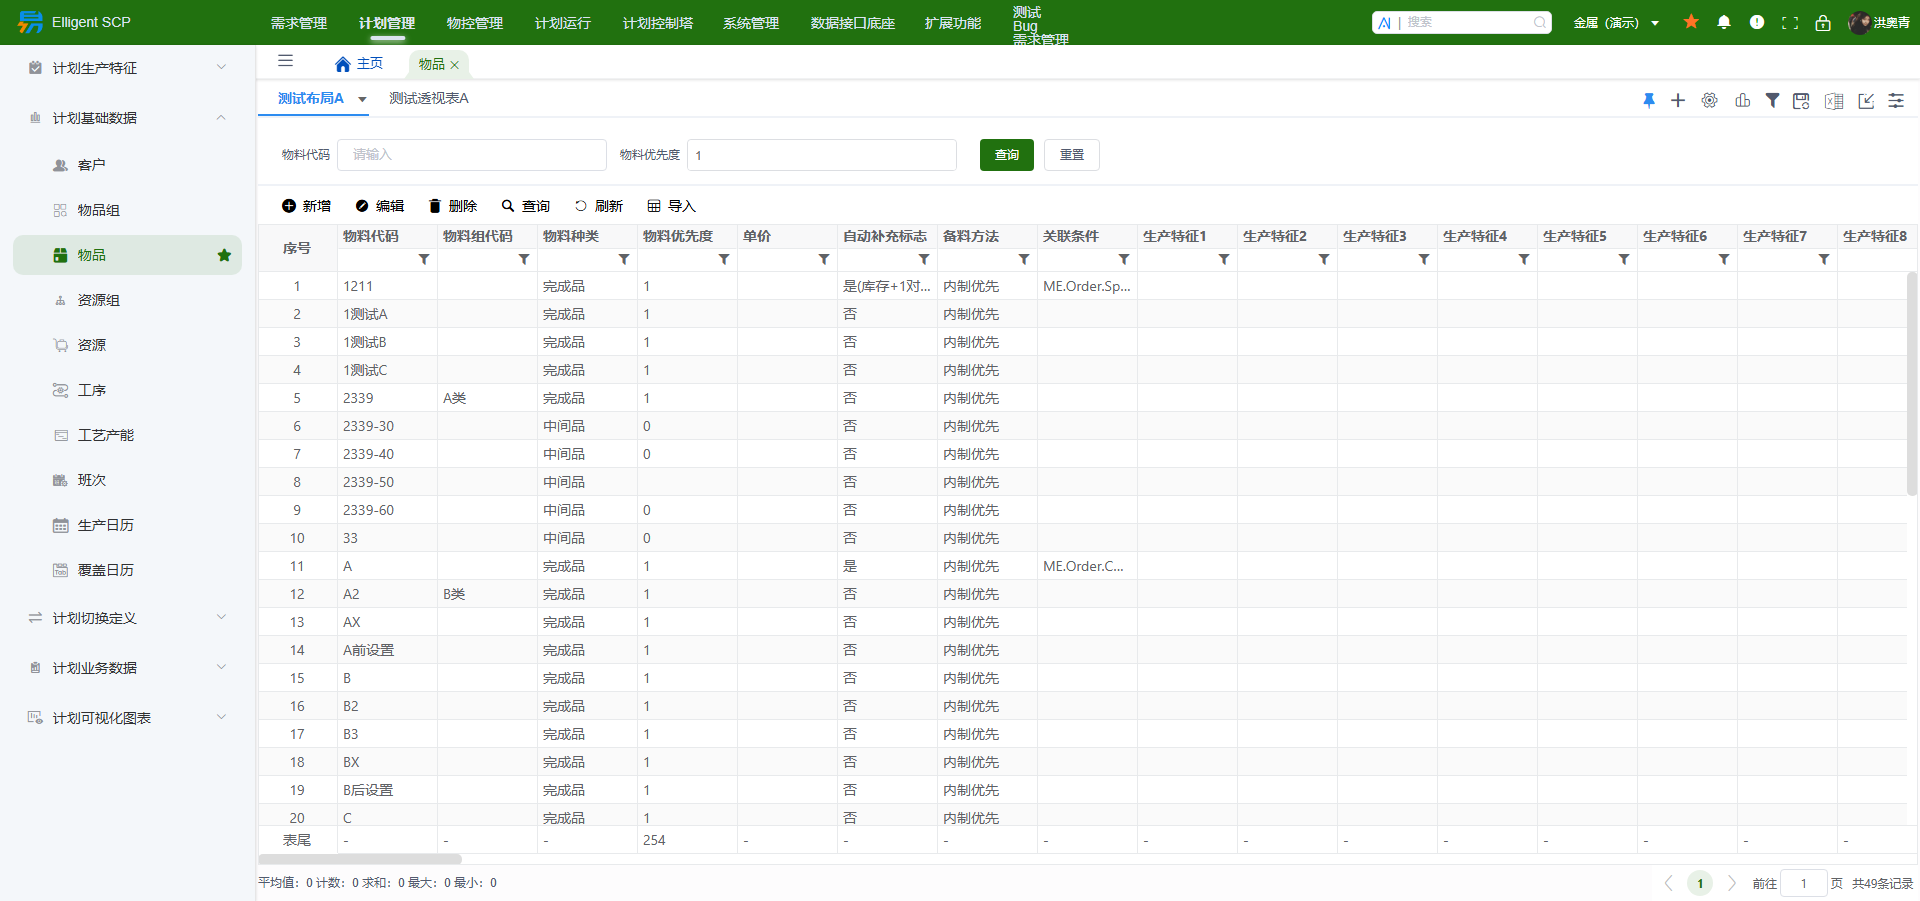 Elligent SCP
需求管理 计划管理 物控管理 计划运行 计划控制塔 系统管理 数据接口底座 扩展功能 测试 Bug 需求管理
搜索
金属（演示）
洪奥青
计划生产特征
计划基础数据
客户
物品组
物品
资源组
资源
工序
工艺产能
班次
生产日历
覆盖日历
计划切换定义
计划业务数据
计划可视化图表
主页 物品
测试布局A 测试透视表A
物料代码 请输入 物料优先度 1 查询 重置
新增 编辑 删除 查询 刷新 导入
序号 物料代码 物料组代码 物料种类 物料优先度 单价 自动补充标志 备料方法 关联条件 生产特征1 生产特征2 生产特征3 生产特征4 生产特征5 生产特征6 生产特征7 生产特征8
1 1211 完成品 1 是(库存+1对... 内制优先 ME.Order.Sp...
2 1测试A 完成品 1 否 内制优先
3 1测试B 完成品 1 否 内制优先
4 1测试C 完成品 1 否 内制优先
5 2339 A类 完成品 1 否 内制优先
6 2339-30 中间品 0 否 内制优先
7 2339-40 中间品 0 否 内制优先
8 2339-50 中间品 否 内制优先
9 2339-60 中间品 0 否 内制优先
10 33 中间品 0 否 内制优先
11 A 完成品 1 是 内制优先 ME.Order.C...
12 A2 B类 完成品 1 否 内制优先
13 AX 完成品 1 否 内制优先
14 A前设置 完成品 1 否 内制优先
15 B 完成品 1 否 内制优先
16 B2 完成品 1 否 内制优先
17 B3 完成品 1 否 内制优先
18 BX 完成品 1 否 内制优先
19 B后设置 完成品 1 否 内制优先
20 C 完成品 1 否 内制优先
表尾 - - - 254 - - - - - - - - - - - -
平均值：0 计数：0 求和：0 最大：0 最小：0
1 前往 1 页 共49条记录